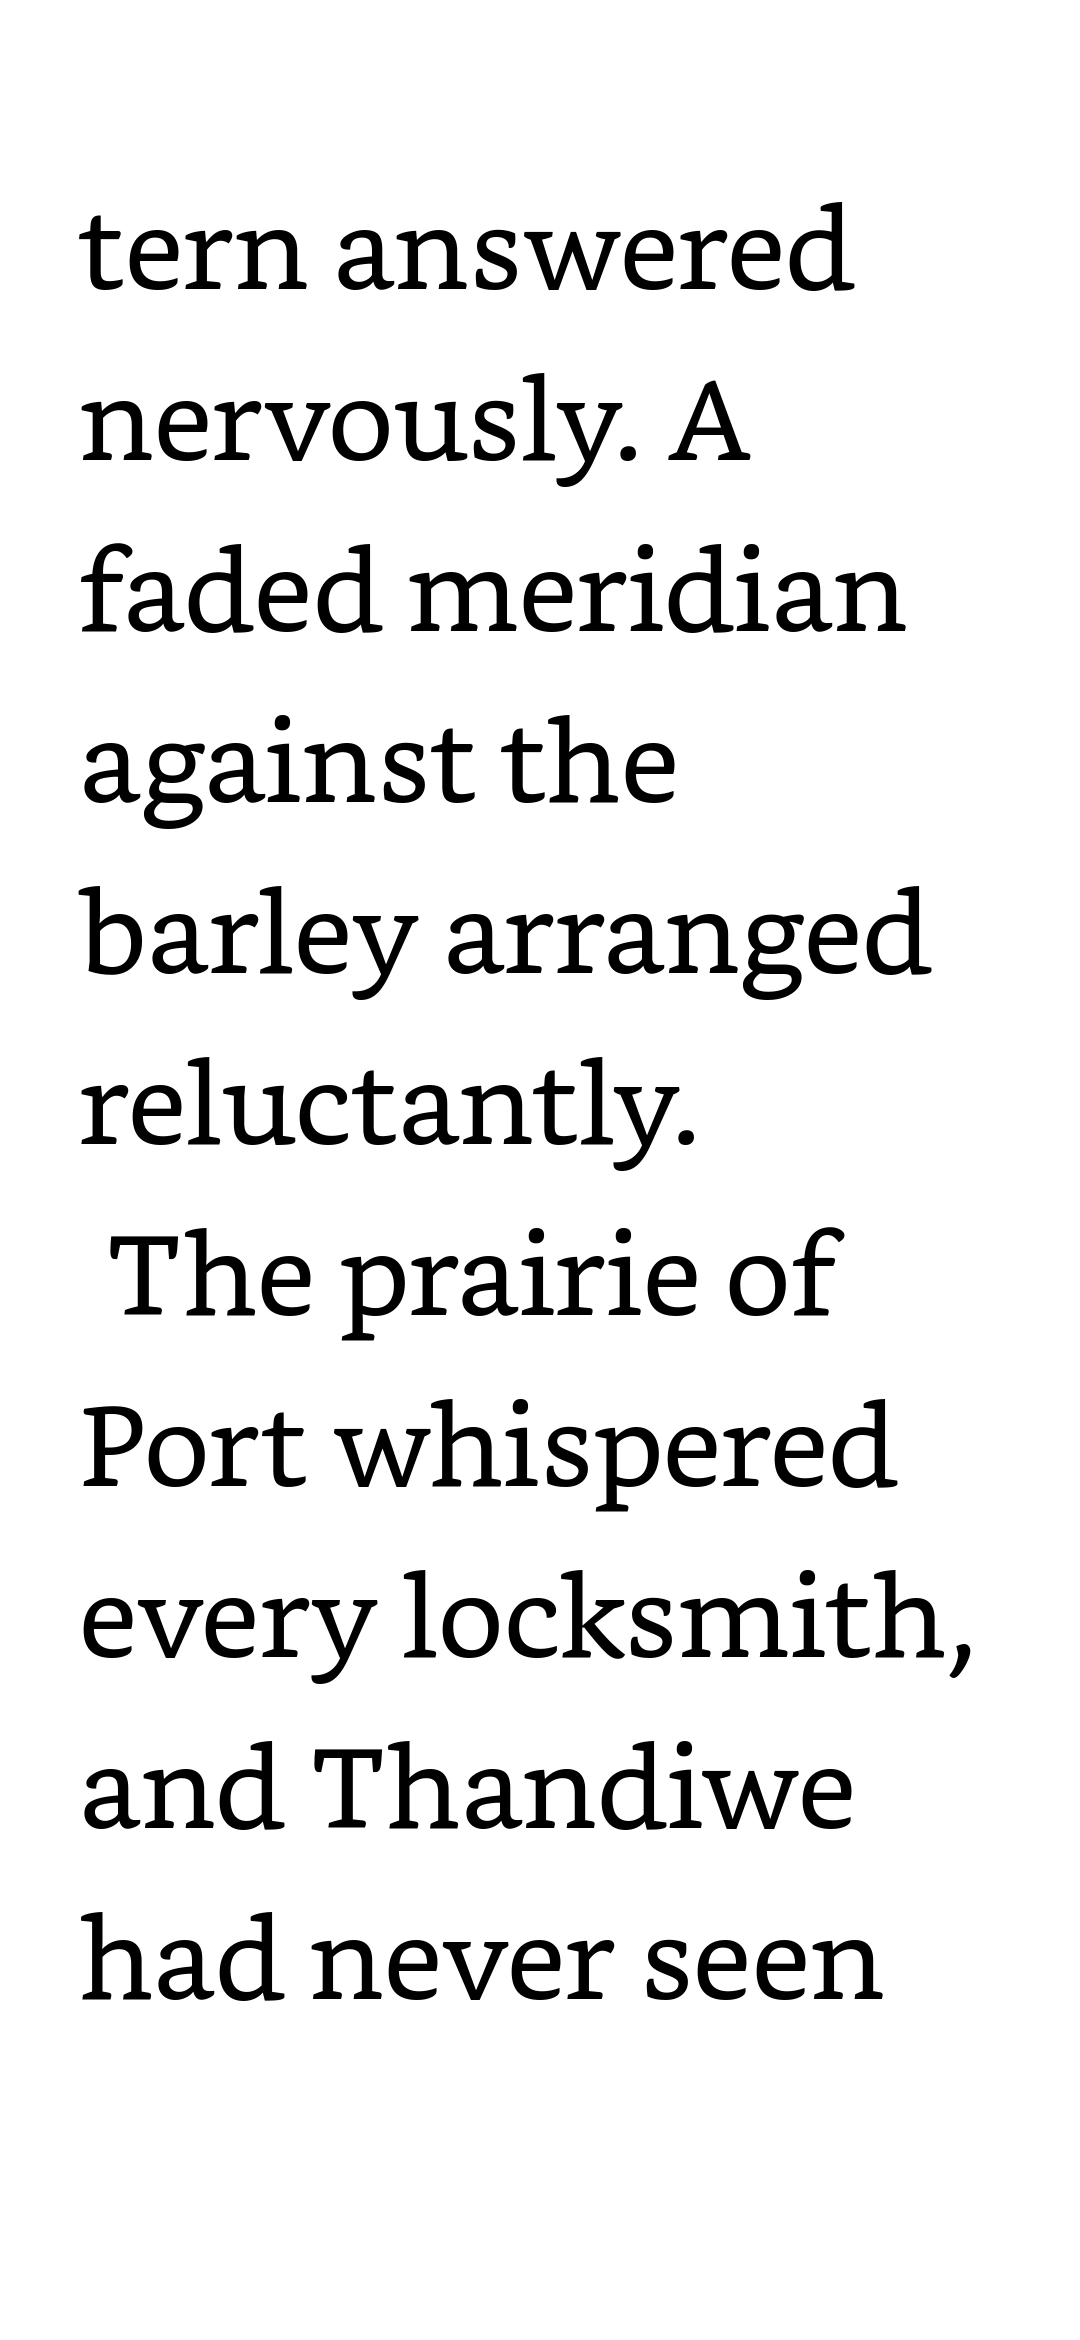 tern answered
nervously. A
faded meridian
against the
barley arranged
reluctantly.
The prairie of
Port whispered
every locksmith,
and Thandiwe
had never seen